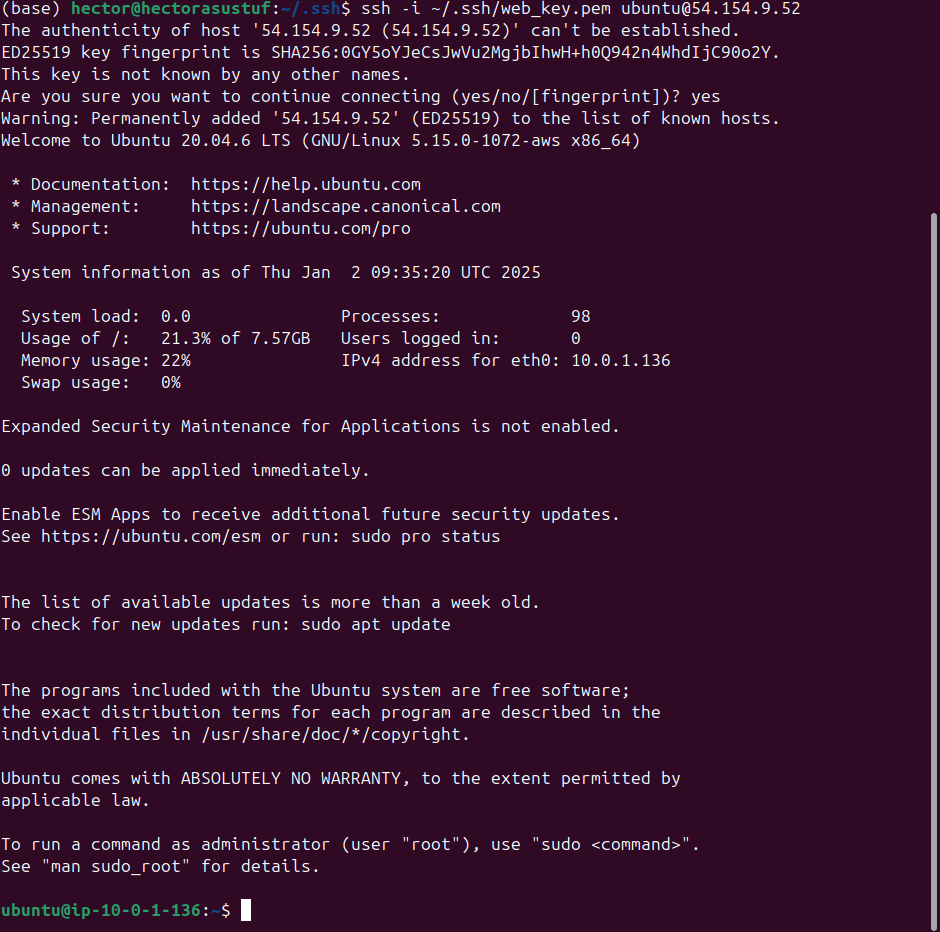 (base) hector@hectorasustuf:~/.ssh$ ssh -i ~/.ssh/web_key.pem ubuntu@54.154.9.52
The authenticity of host '54.154.9.52 (54.154.9.52)' can't be established.
ED25519 key fingerprint is SHA256:0GY5oYJeCsJwVu2MgjbIhwH+h0Q942n4WhdIjC90o2Y.
This key is not known by any other names.
Are you sure you want to continue connecting (yes/no/[fingerprint])? yes
Warning: Permanently added '54.154.9.52' (ED25519) to the list of known hosts.
Welcome to Ubuntu 20.04.6 LTS (GNU/Linux 5.15.0-1072-aws x86_64)

 * Documentation:  https://help.ubuntu.com
 * Management:     https://landscape.canonical.com
 * Support:        https://ubuntu.com/pro

 System information as of Thu Jan  2 09:35:20 UTC 2025

  System load:  0.0               Processes:             98
  Usage of /:   21.3% of 7.57GB   Users logged in:       0
  Memory usage: 22%               IPv4 address for eth0: 10.0.1.136
  Swap usage:   0%

Expanded Security Maintenance for Applications is not enabled.

0 updates can be applied immediately.

Enable ESM Apps to receive additional future security updates.
See https://ubuntu.com/esm or run: sudo pro status


The list of available updates is more than a week old.
To check for new updates run: sudo apt update


The programs included with the Ubuntu system are free software;
the exact distribution terms for each program are described in the
individual files in /usr/share/doc/*/copyright.

Ubuntu comes with ABSOLUTELY NO WARRANTY, to the extent permitted by
applicable law.

To run a command as administrator (user "root"), use "sudo <command>".
See "man sudo_root" for details.

ubuntu@ip-10-0-1-136:~$